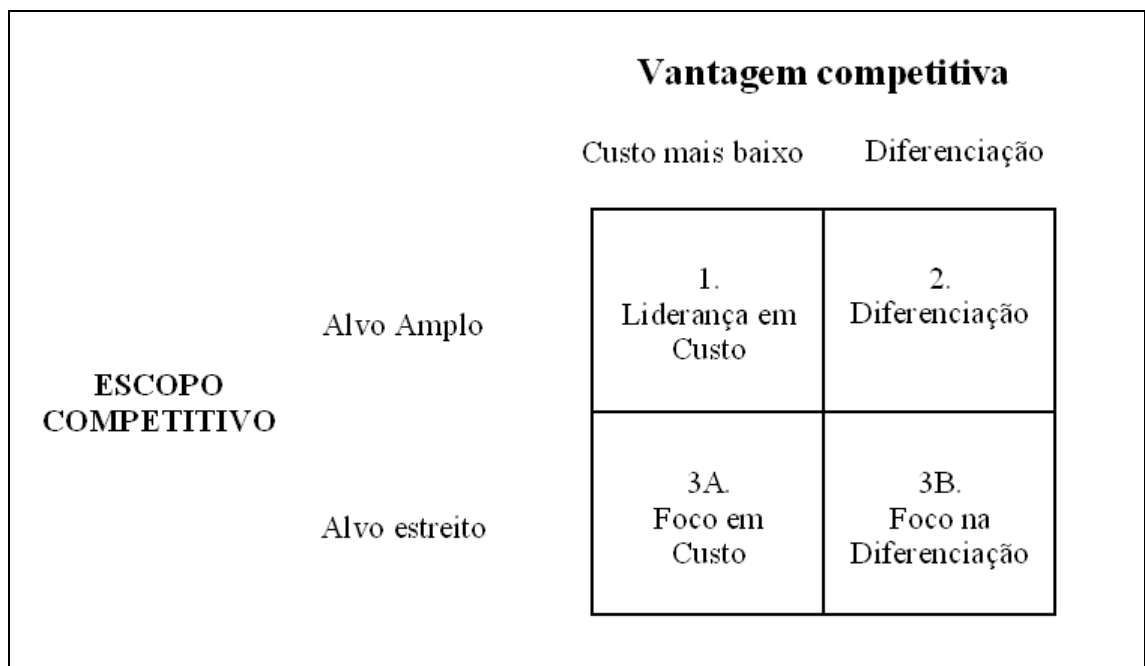 Vantagem competitiva
Custo mais baixo
Diferenciação
Alvo Amplo
1.
Liderança em
Custo
2.
Diferenciação
ESCOPO
COMPETITIVO
Alvo estreito
3A.
Foco em
Custo
3B.
Foco na
Diferenciação